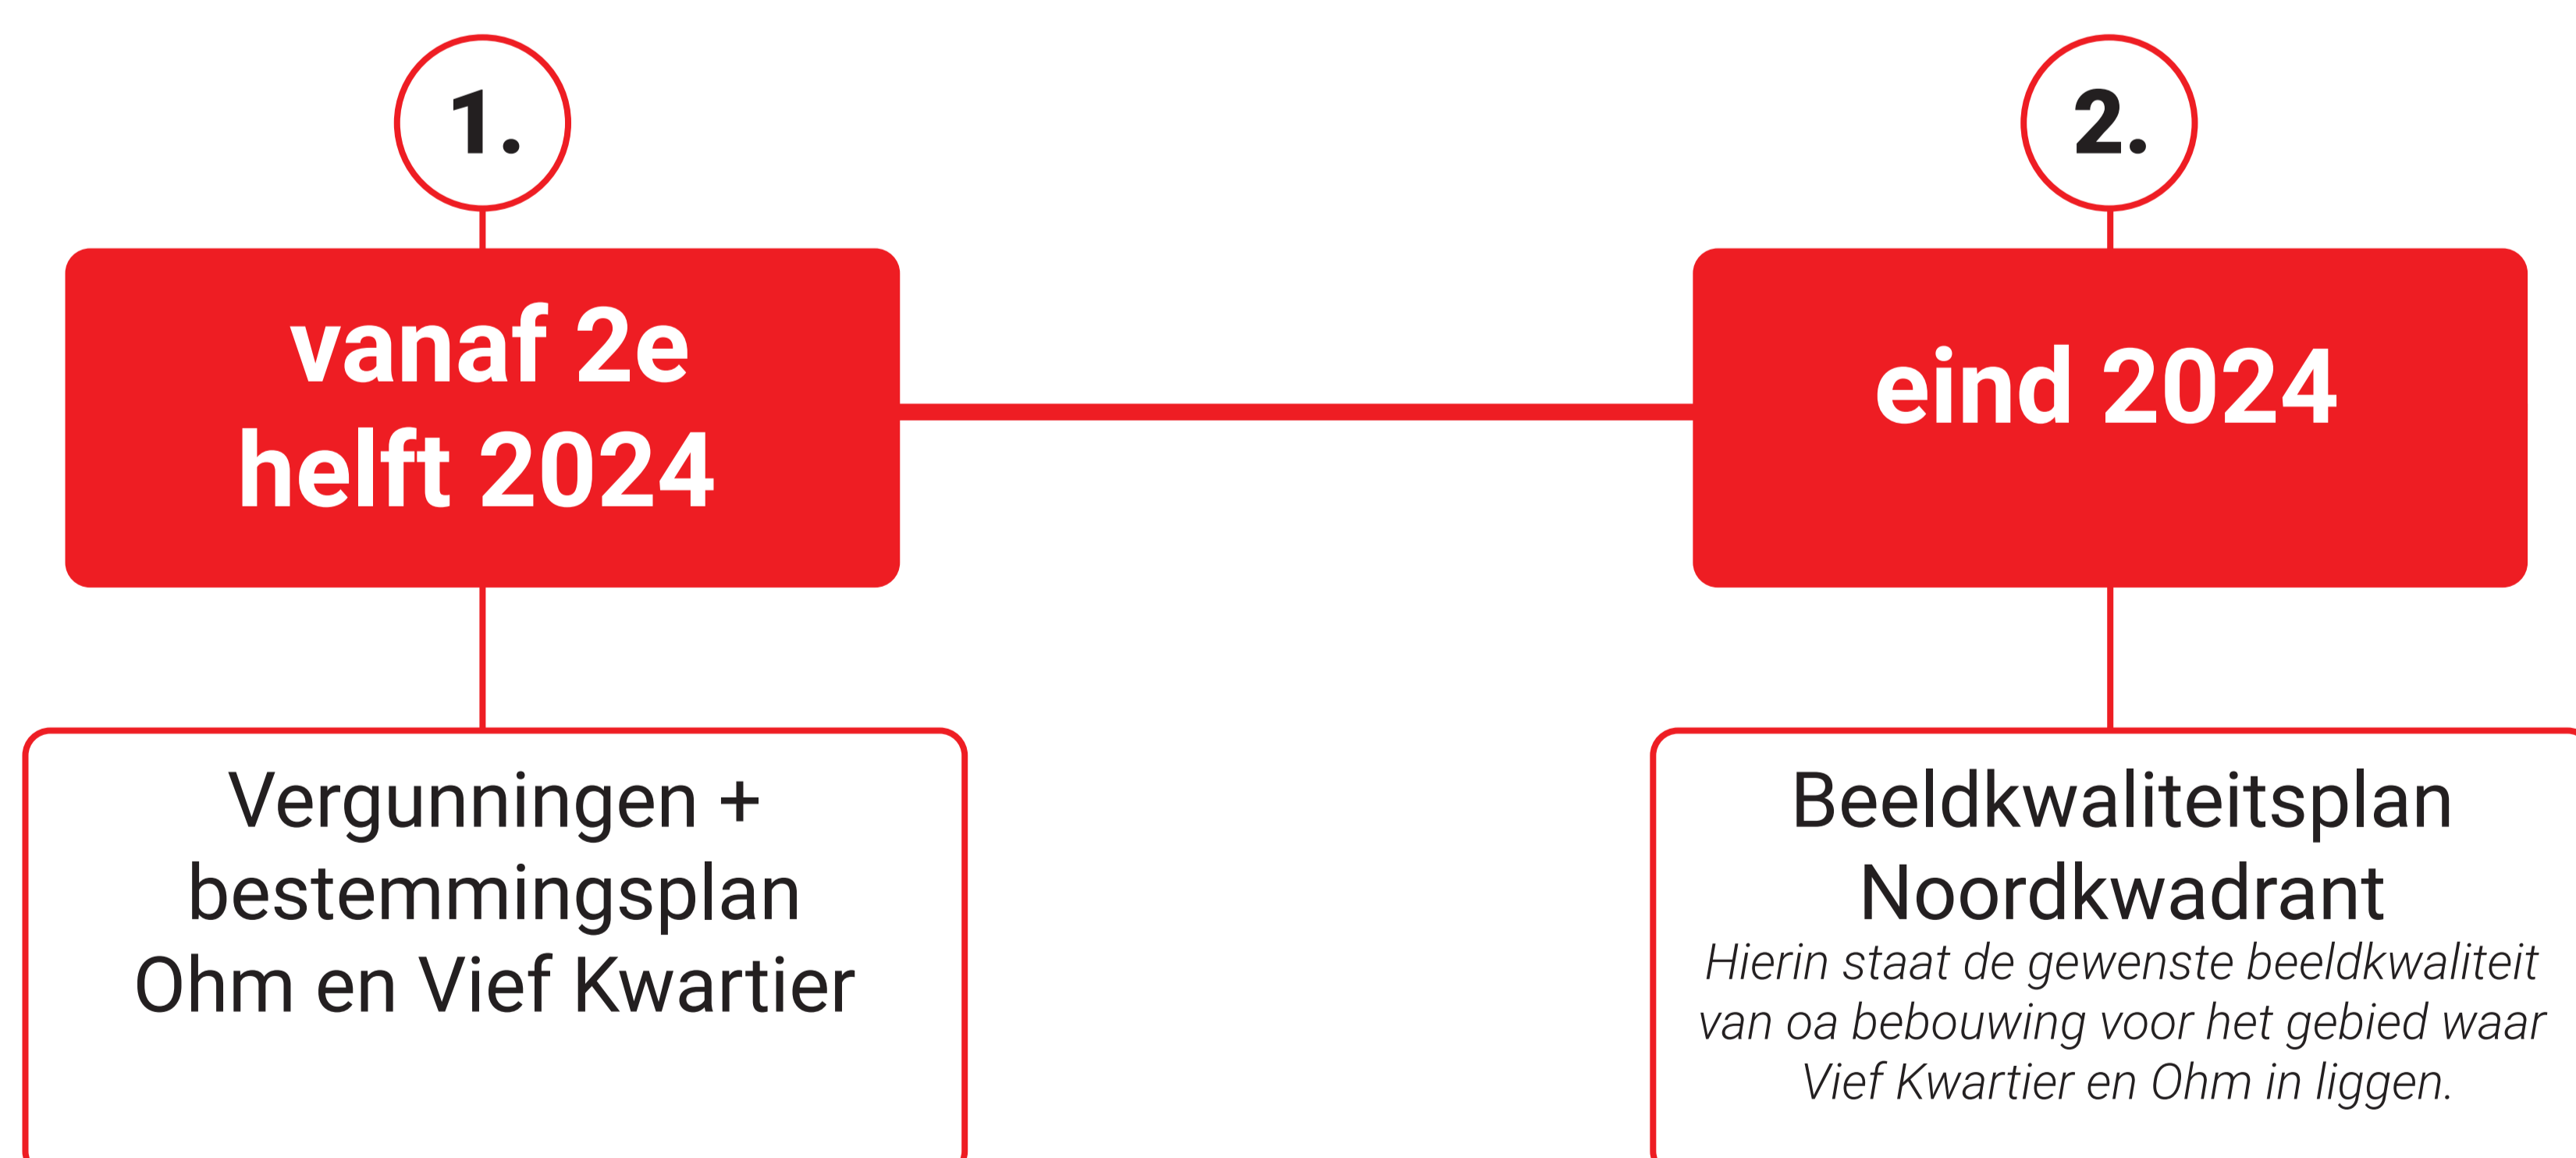 1.
vanaf 2e
helft 2024
Vergunningen +
bestemmingsplan
Ohm en Vief Kwartier
2.
eind 2024
Beeldkwaliteitsplan
Noordkwadrant
Hierin staat de gewenste beeldkwaliteit
van oa bebouwing voor het gebied waar
Vief Kwartier en Ohm in liggen.